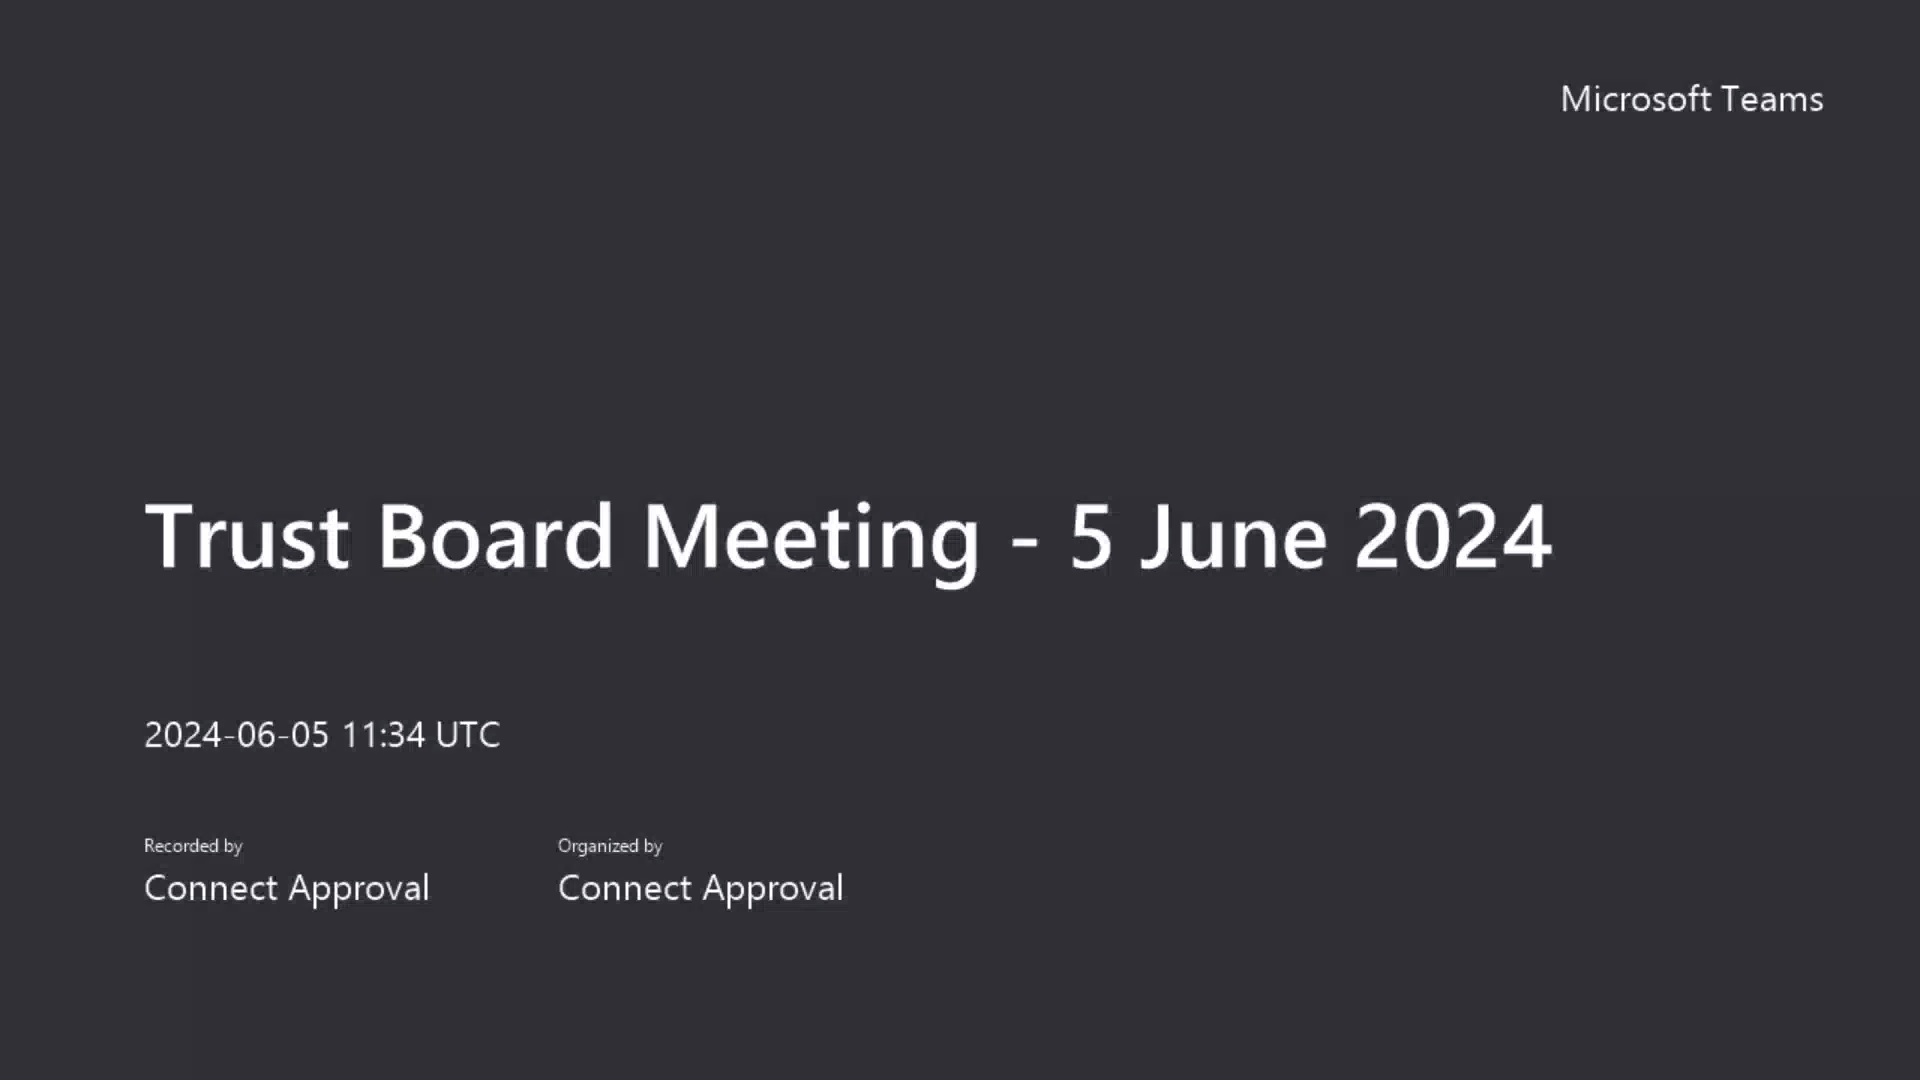 Microsoft Teams
Trust Board Meeting - 5 June 2024
2024-06-05 11:34 UTC
Recorded by
Connect Approval
Organized by
Connect Approval